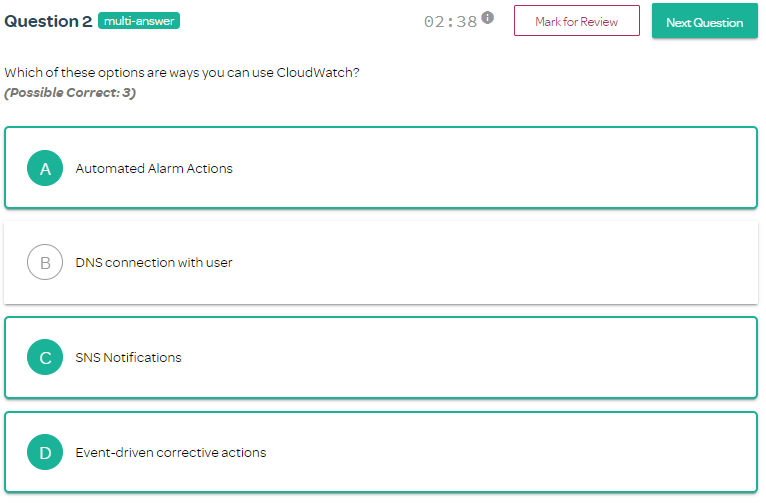 Question 2 multi-answer 02:38 Mark for Review Next Question
Which of these options are ways you can use CloudWatch?
(Possible Correct: 3)
A Automated Alarm Actions
B DNS connection with user
C SNS Notifications
D Event-driven corrective actions